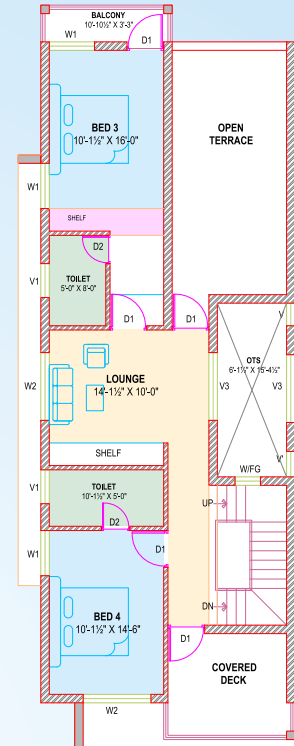 BALCONY
10'-10½" X 3'-3"
W1
D1
BED 3
10'-1½" X 16'-0"
OPEN
TERRACE
W1
SHELF
D2
V1
TOILET
5'-0" X 8'-0"
D1
D1
V
OTS
6'-1½" X 15'-4½"
W2
LOUNGE
14'-1½" X 10'-0"
V3
V3
SHELF
V'
W/FG
V1
TOILET
10'-1½" X 5'-0"
UP
D2
D1
W1
BED 4
10'-1½" X 14'-6"
DN
D1
COVERED
DECK
W2